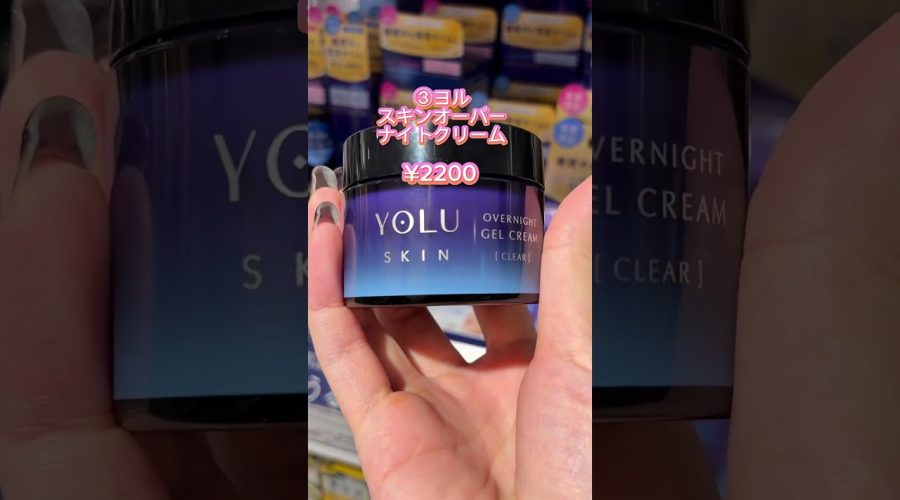 ③ヨル
スキンオーバー
ナイトクリーム
¥2200
YOLU
SKIN
OVERNIGHT
GEL CREAM
[ CLEAR ]